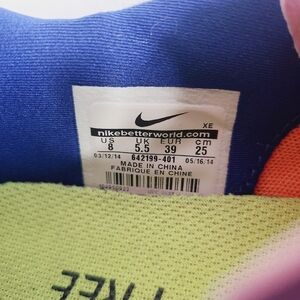 XE
nikebetterworld.com
US UK EUR cm
8 5.5 39 25
03/12/14 642199-401 05/16/14
MADE IN CHINA
FABRIQUE EN CHINE
FREE